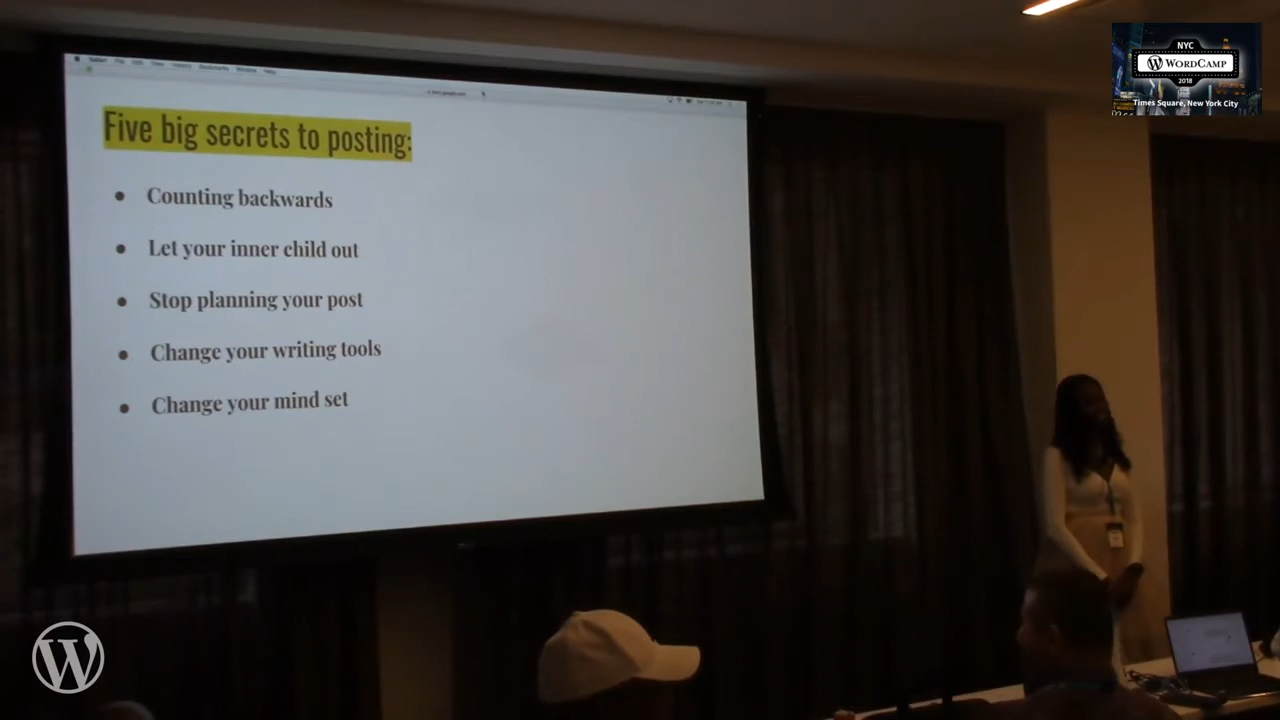 Five big secrets to posting:
Counting backwards
Let your inner child out
Stop planning your post
Change your writing tools
Change your mind set
NYC
WORDCAMP
2018
Times Square, New York City